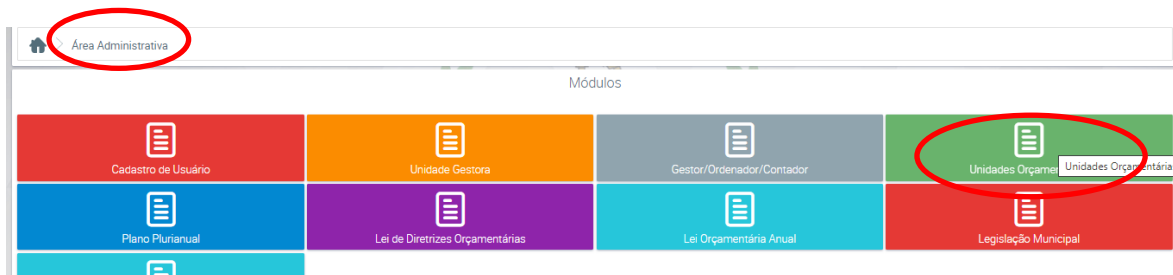 Área Administrativa
Módulos
Cadastro de Usuário
Unidade Gestora
Gestor/Ordenador/Contador
Unidades Orçamen
Unidades Orçamentária
Plano Plurianual
Lei de Diretrizes Orçamentárias
Lei Orçamentária Anual
Legislação Municipal